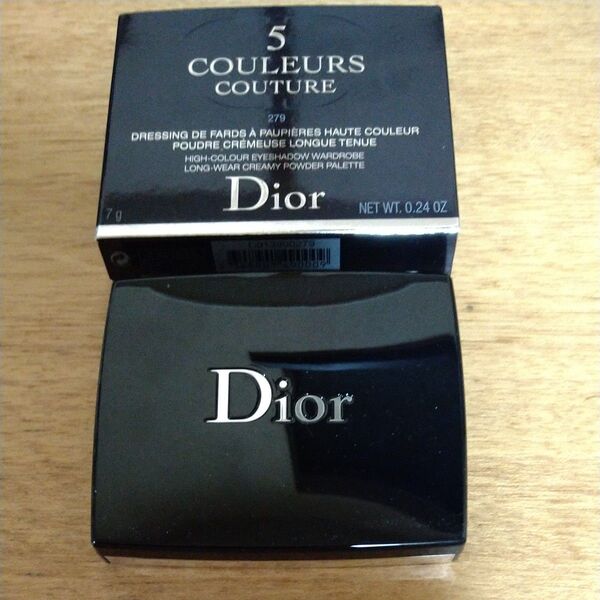 5
COULEURS
COUTURE
279
DRESSING DE FARDS À PAUPIÈRES HAUTE COULEUR
POUDRE CRÉMEUSE LONGUE TENUE
HIGH-COLOUR EYESHADOW WARDROBE
LONG-WEAR CREAMY POWDER PALETTE
7 g
Dior
NET WT. 0.24 OZ
Dior